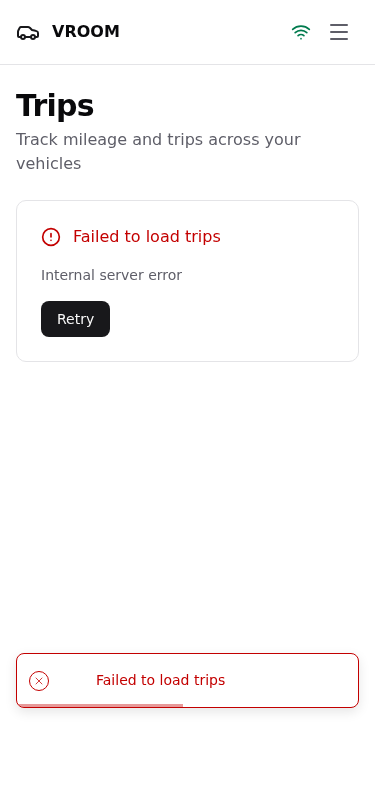 VROOM
Trips
Track mileage and trips across your
vehicles
Failed to load trips
Internal server error
Retry
Failed to load trips